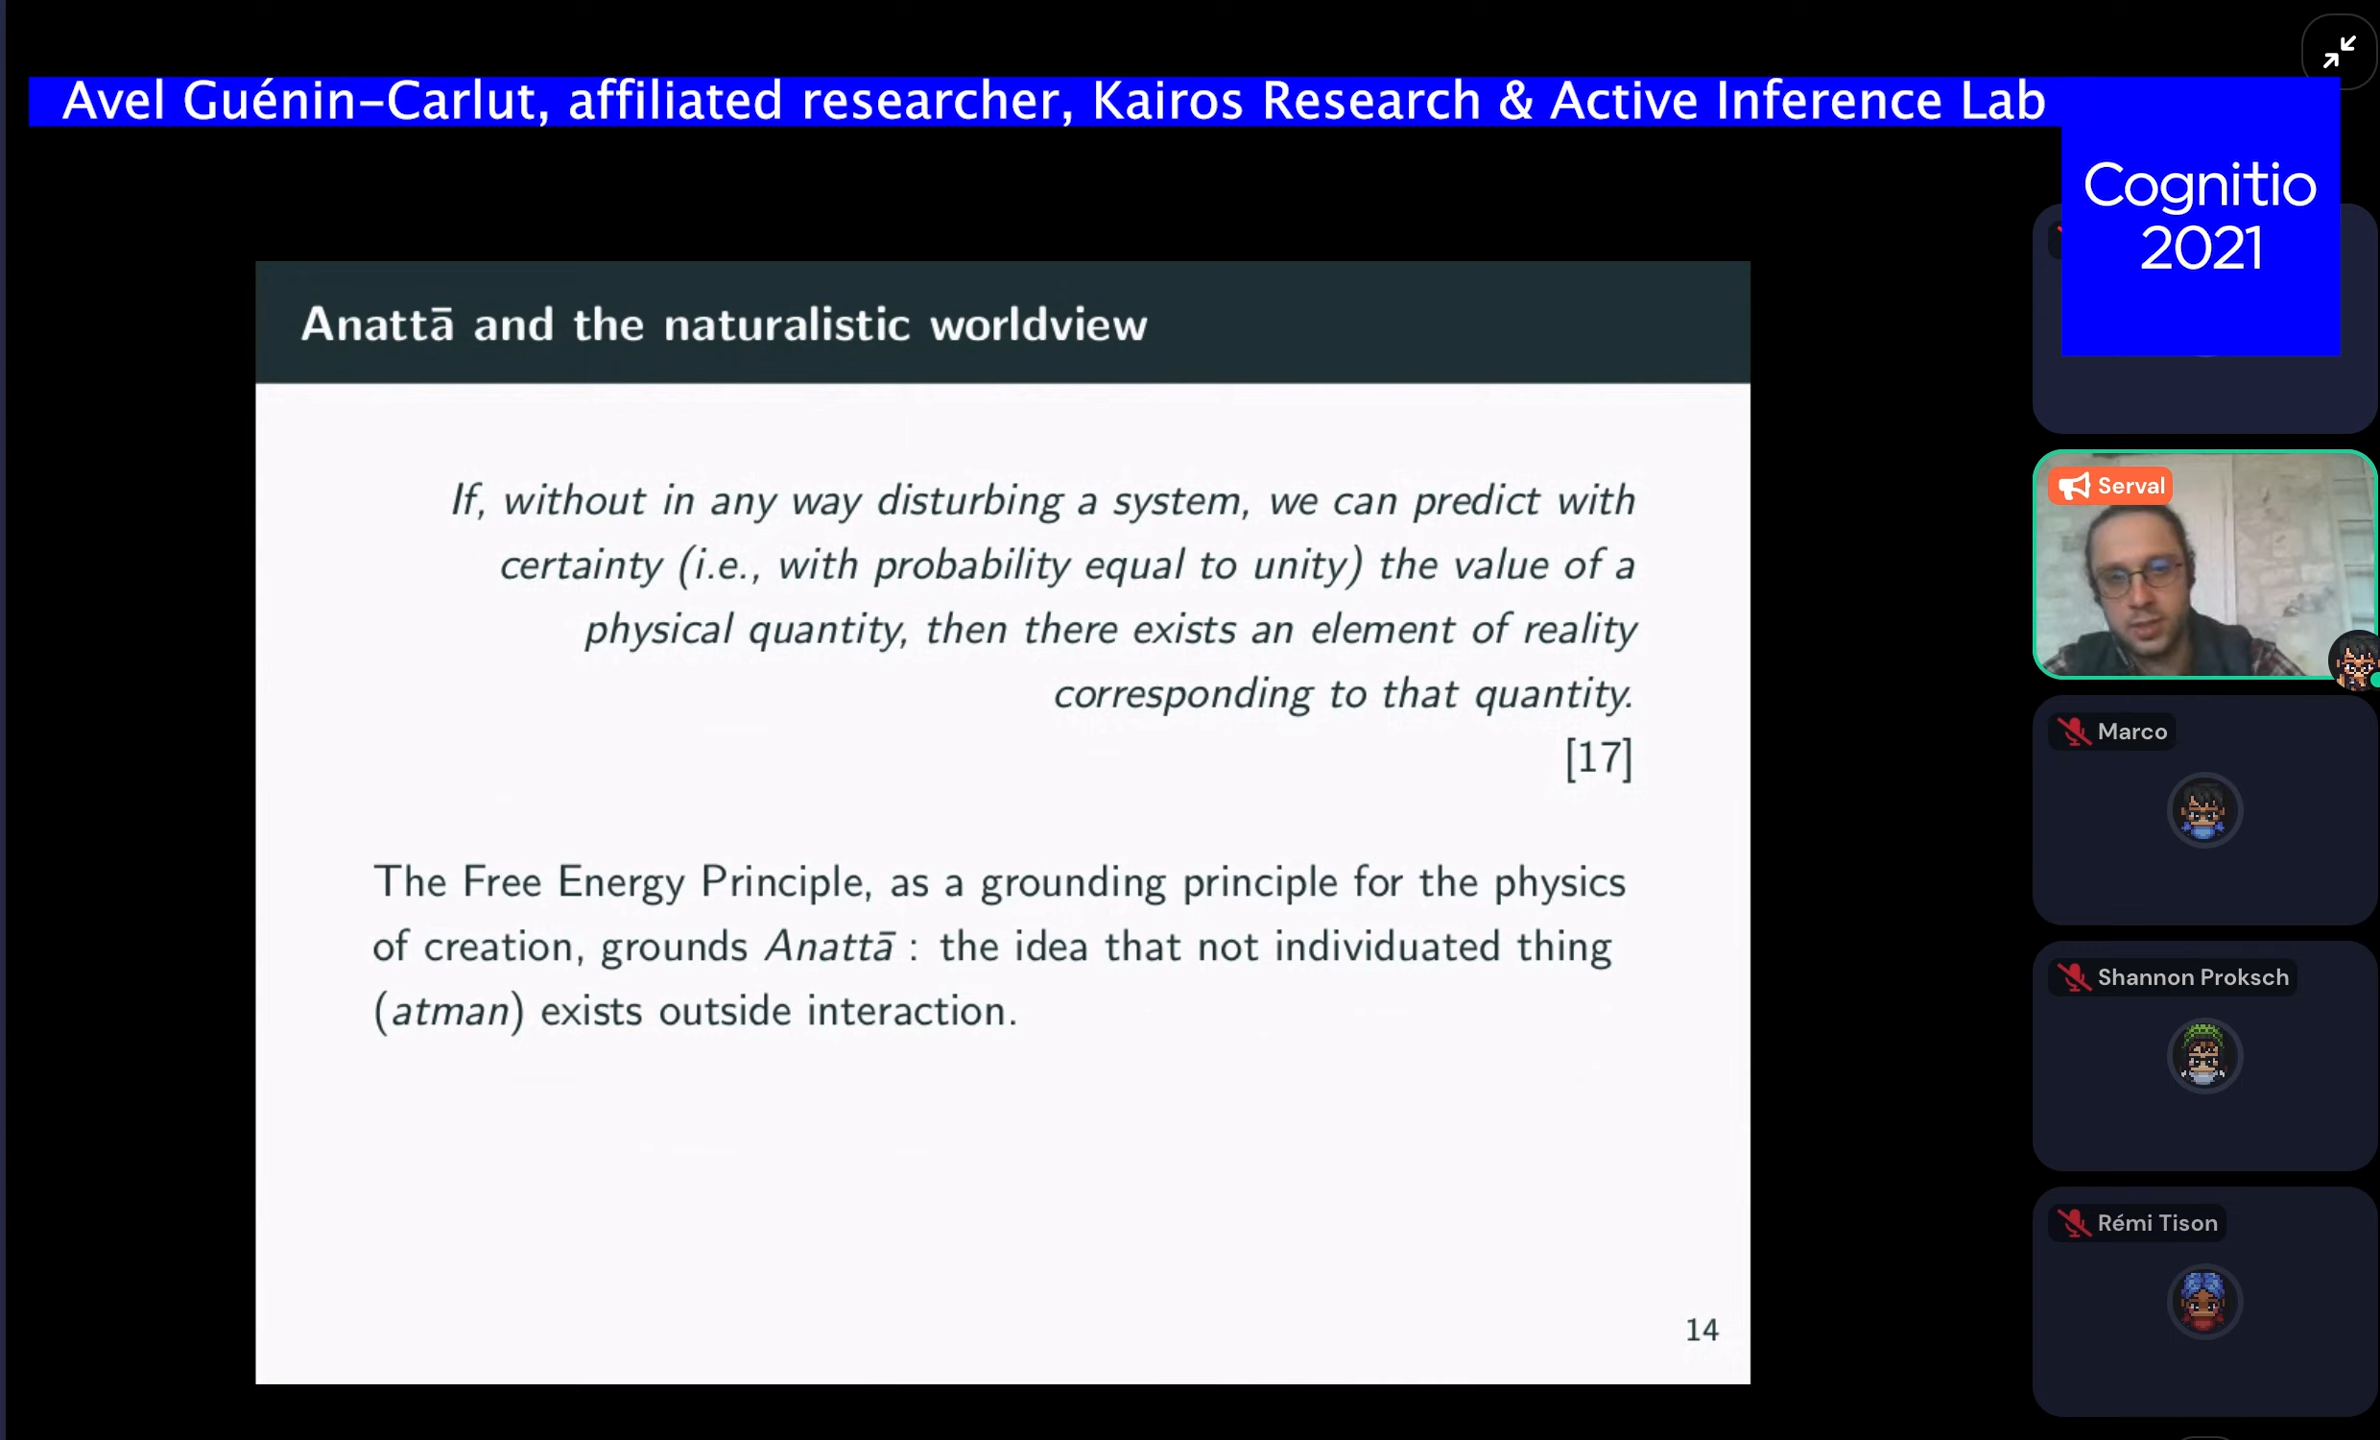 Avel Guénin–Carlut, affiliated researcher, Kairos Research & Active Inference Lab
Cognitio
2021
Anattā and the naturalistic worldview
If, without in any way disturbing a system, we can predict with
certainty (i.e., with probability equal to unity) the value of a
physical quantity, then there exists an element of reality
corresponding to that quantity.
[17]
The Free Energy Principle, as a grounding principle for the physics
of creation, grounds Anattā : the idea that not individuated thing
(atman) exists outside interaction.
14
Serval
Marco
Shannon Proksch
Rémi Tison